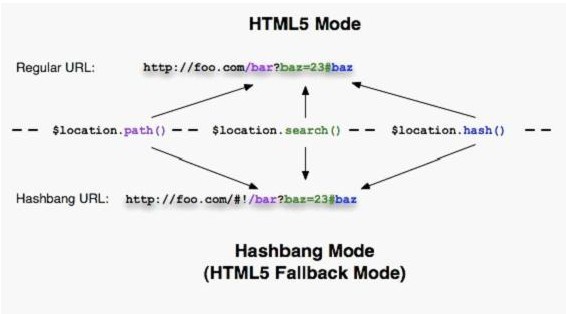 HTML5 Mode
Regular URL: http://foo.com/bar?baz=23#baz
$location.path() $location.search() $location.hash()
Hashbang URL: http://foo.com/#!/bar?baz=23#baz
Hashbang Mode
(HTML5 Fallback Mode)